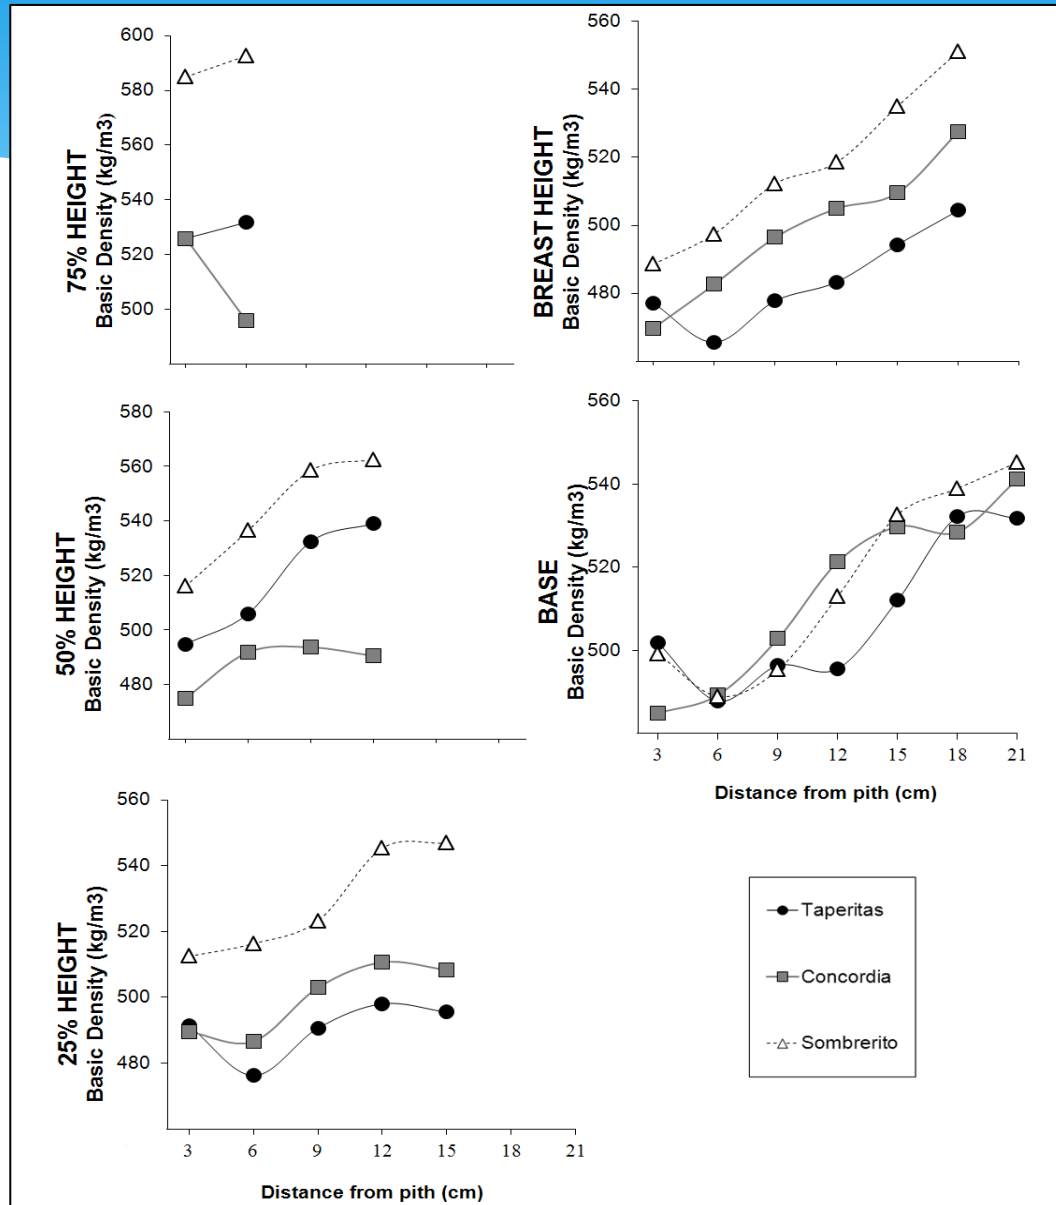 75% HEIGHT
Basic Density (kg/m3)
600
580
560
540
520
500
BREAST HEIGHT
Basic Density (kg/m3)
560
540
520
500
480
50% HEIGHT
Basic Density (kg/m3)
580
560
540
520
500
480
BASE
Basic Density (kg/m3)
560
540
520
500
3 6 9 12 15 18 21
Distance from pith (cm)
25% HEIGHT
Basic Density (kg/m3)
560
540
520
500
480
3 6 9 12 15 18 21
Distance from pith (cm)
Taperitas
Concordia
Sombrerito